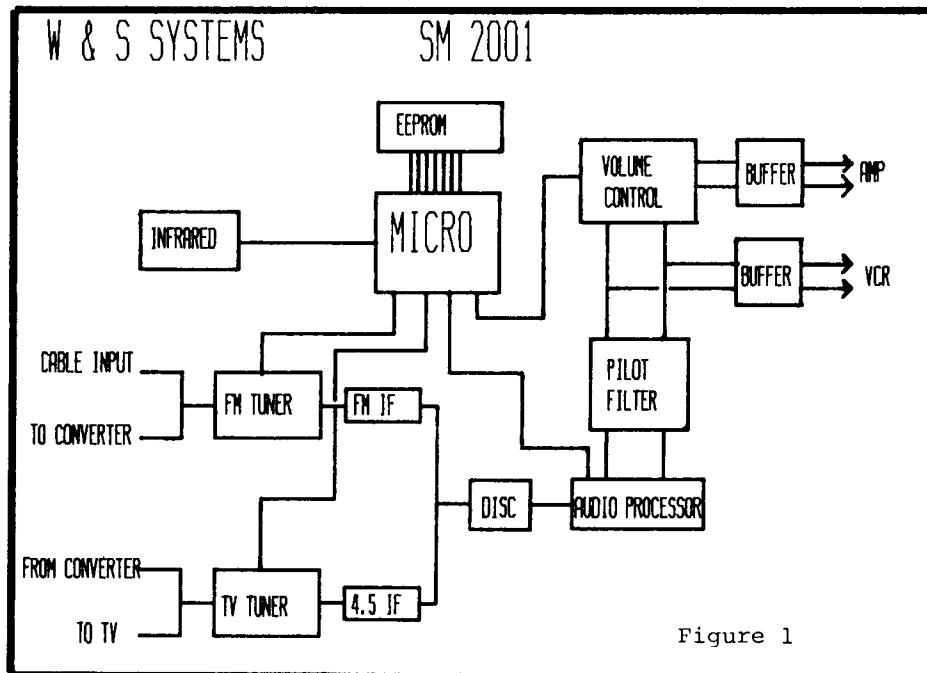 W & S SYSTEMS SM 2001
EEPROM
MICRO
INFRARED
VOLUME
CONTROL
BUFFER
AMP
BUFFER
VCR
CABLE INPUT
TO CONVERTER
FM TUNER
FM IF
PILOT
FILTER
DISC
AUDIO PROCESSOR
FROM CONVERTER
TO TV
TV TUNER
4.5 IF
Figure 1